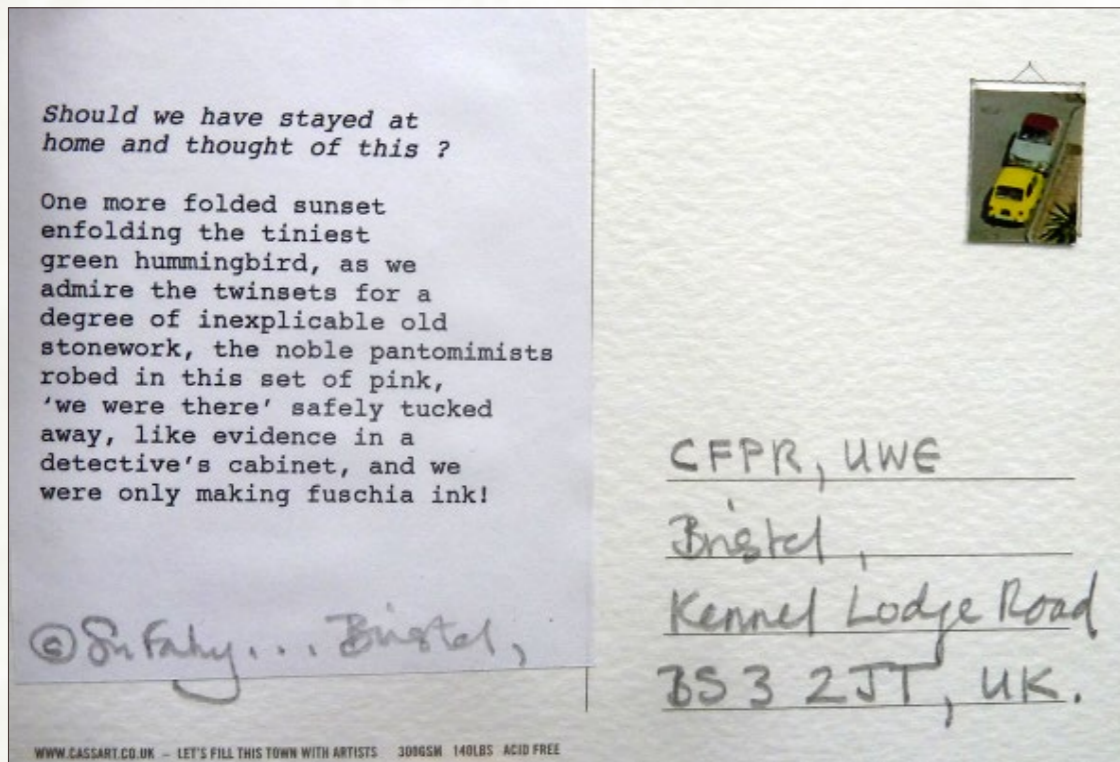 Should we have stayed at
home and thought of this ?
One more folded sunset
enfolding the tiniest
green hummingbird, as we
admire the twinsets for a
degree of inexplicable old
stonework, the noble pantomimists
robed in this set of pink,
‘we were there’ safely tucked
away, like evidence in a
detective’s cabinet, and we
were only making fuschia ink!
© Su Fahy... Bristol,
WWW.CASSART.CO.UK – LET'S FILL THIS TOWN WITH ARTISTS 300GSM 140LBS ACID FREE
CFPR, UWE
Bristol,
Kennel Lodge Road
BS3 2JT, UK.